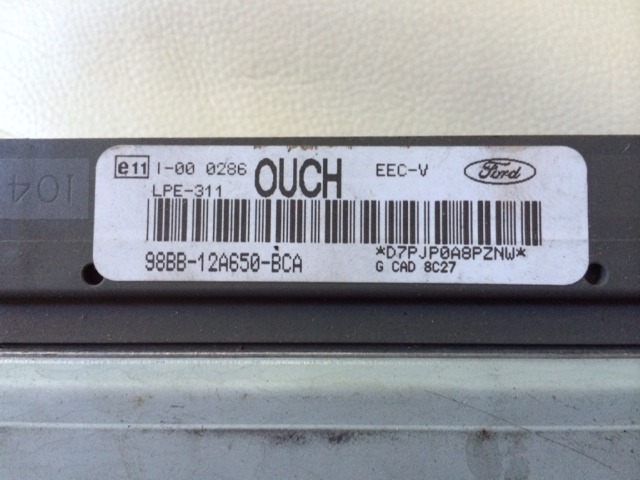 e11 I-00 0286 OUCH EEC-V Ford
LPE-311
98BB-12A650-BCA *D7PJP0A8PZNW*
G CAD 8C27
104